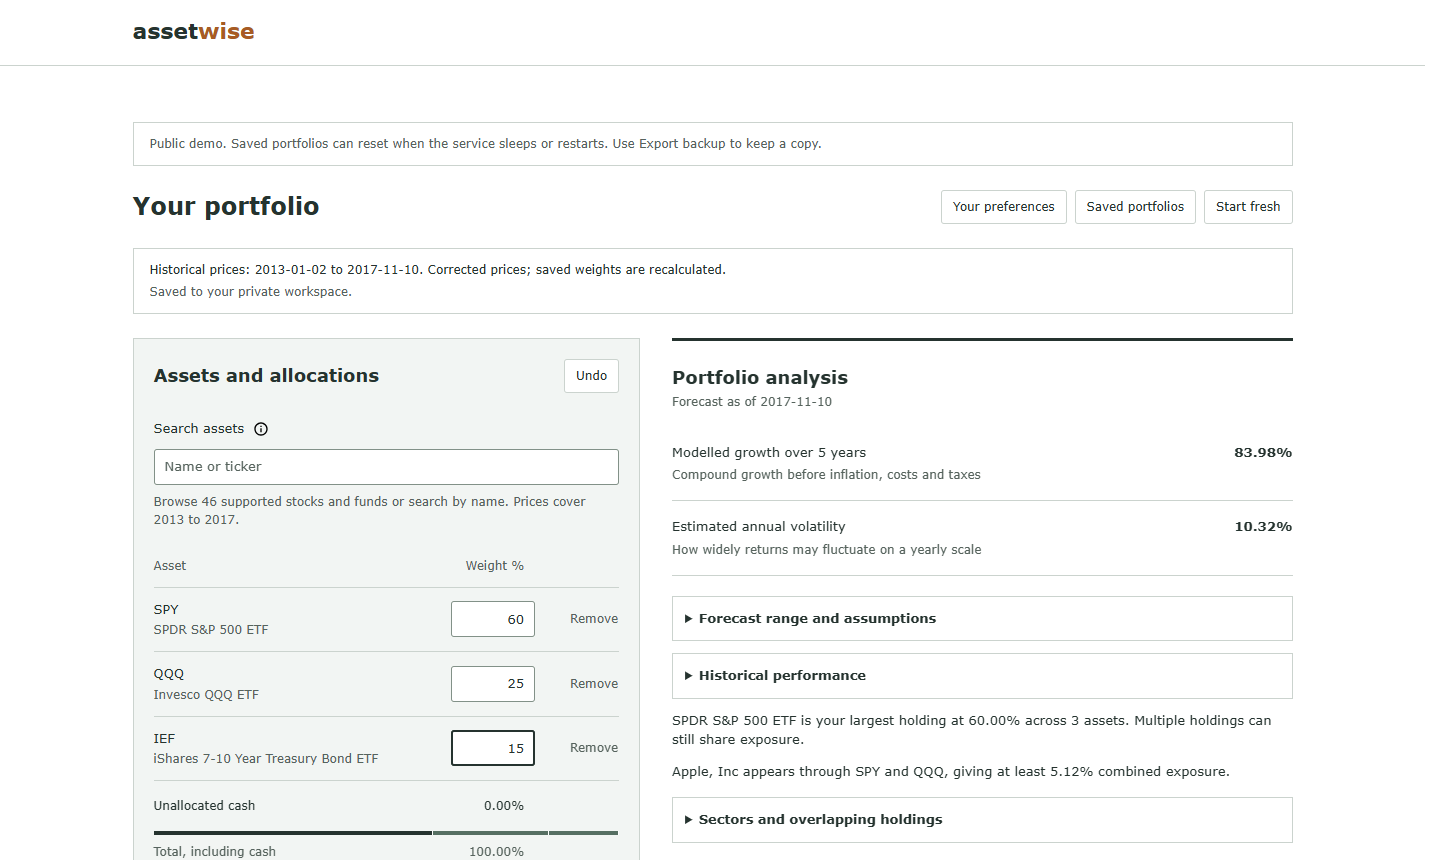 assetwise
Public demo. Saved portfolios can reset when the service sleeps or restarts. Use Export backup to keep a copy.
Your portfolio
Your preferences
Saved portfolios
Start fresh
Historical prices: 2013-01-02 to 2017-11-10. Corrected prices; saved weights are recalculated.
Saved to your private workspace.
Assets and allocations
Undo
Search assets
Name or ticker
Browse 46 supported stocks and funds or search by name. Prices cover
2013 to 2017.
Asset Weight %
SPY
SPDR S&P 500 ETF
60
Remove
QQQ
Invesco QQQ ETF
25
Remove
IEF
iShares 7-10 Year Treasury Bond ETF
15
Remove
Unallocated cash 0.00%
Total, including cash 100.00%
Portfolio analysis
Forecast as of 2017-11-10
Modelled growth over 5 years 83.98%
Compound growth before inflation, costs and taxes
Estimated annual volatility 10.32%
How widely returns may fluctuate on a yearly scale
Forecast range and assumptions
Historical performance
SPDR S&P 500 ETF is your largest holding at 60.00% across 3 assets. Multiple holdings can
still share exposure.
Apple, Inc appears through SPY and QQQ, giving at least 5.12% combined exposure.
Sectors and overlapping holdings